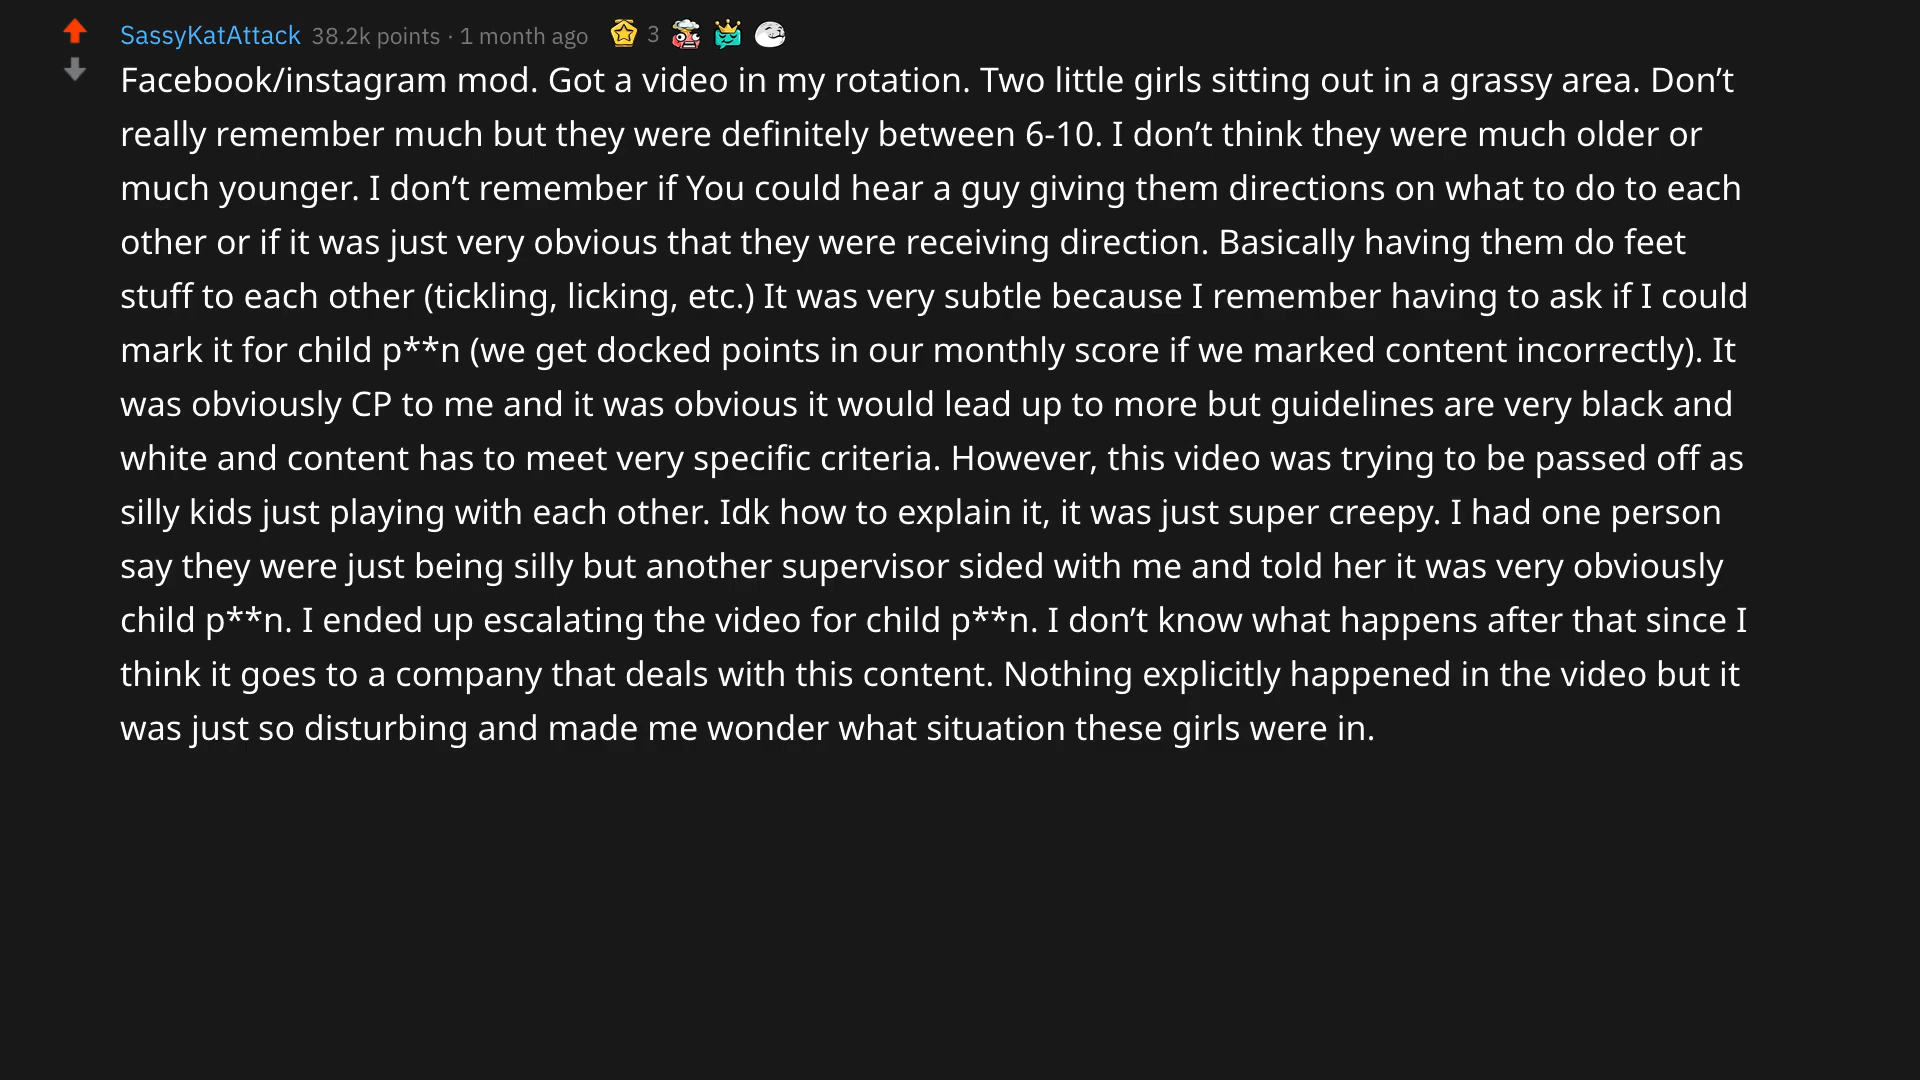 SassyKatAttack 38.2k points · 1 month ago 3
Facebook/instagram mod. Got a video in my rotation. Two little girls sitting out in a grassy area. Don’t
really remember much but they were definitely between 6-10. I don’t think they were much older or
much younger. I don’t remember if You could hear a guy giving them directions on what to do to each
other or if it was just very obvious that they were receiving direction. Basically having them do feet
stuff to each other (tickling, licking, etc.) It was very subtle because I remember having to ask if I could
mark it for child p**n (we get docked points in our monthly score if we marked content incorrectly). It
was obviously CP to me and it was obvious it would lead up to more but guidelines are very black and
white and content has to meet very specific criteria. However, this video was trying to be passed off as
silly kids just playing with each other. Idk how to explain it, it was just super creepy. I had one person
say they were just being silly but another supervisor sided with me and told her it was very obviously
child p**n. I ended up escalating the video for child p**n. I don’t know what happens after that since I
think it goes to a company that deals with this content. Nothing explicitly happened in the video but it
was just so disturbing and made me wonder what situation these girls were in.